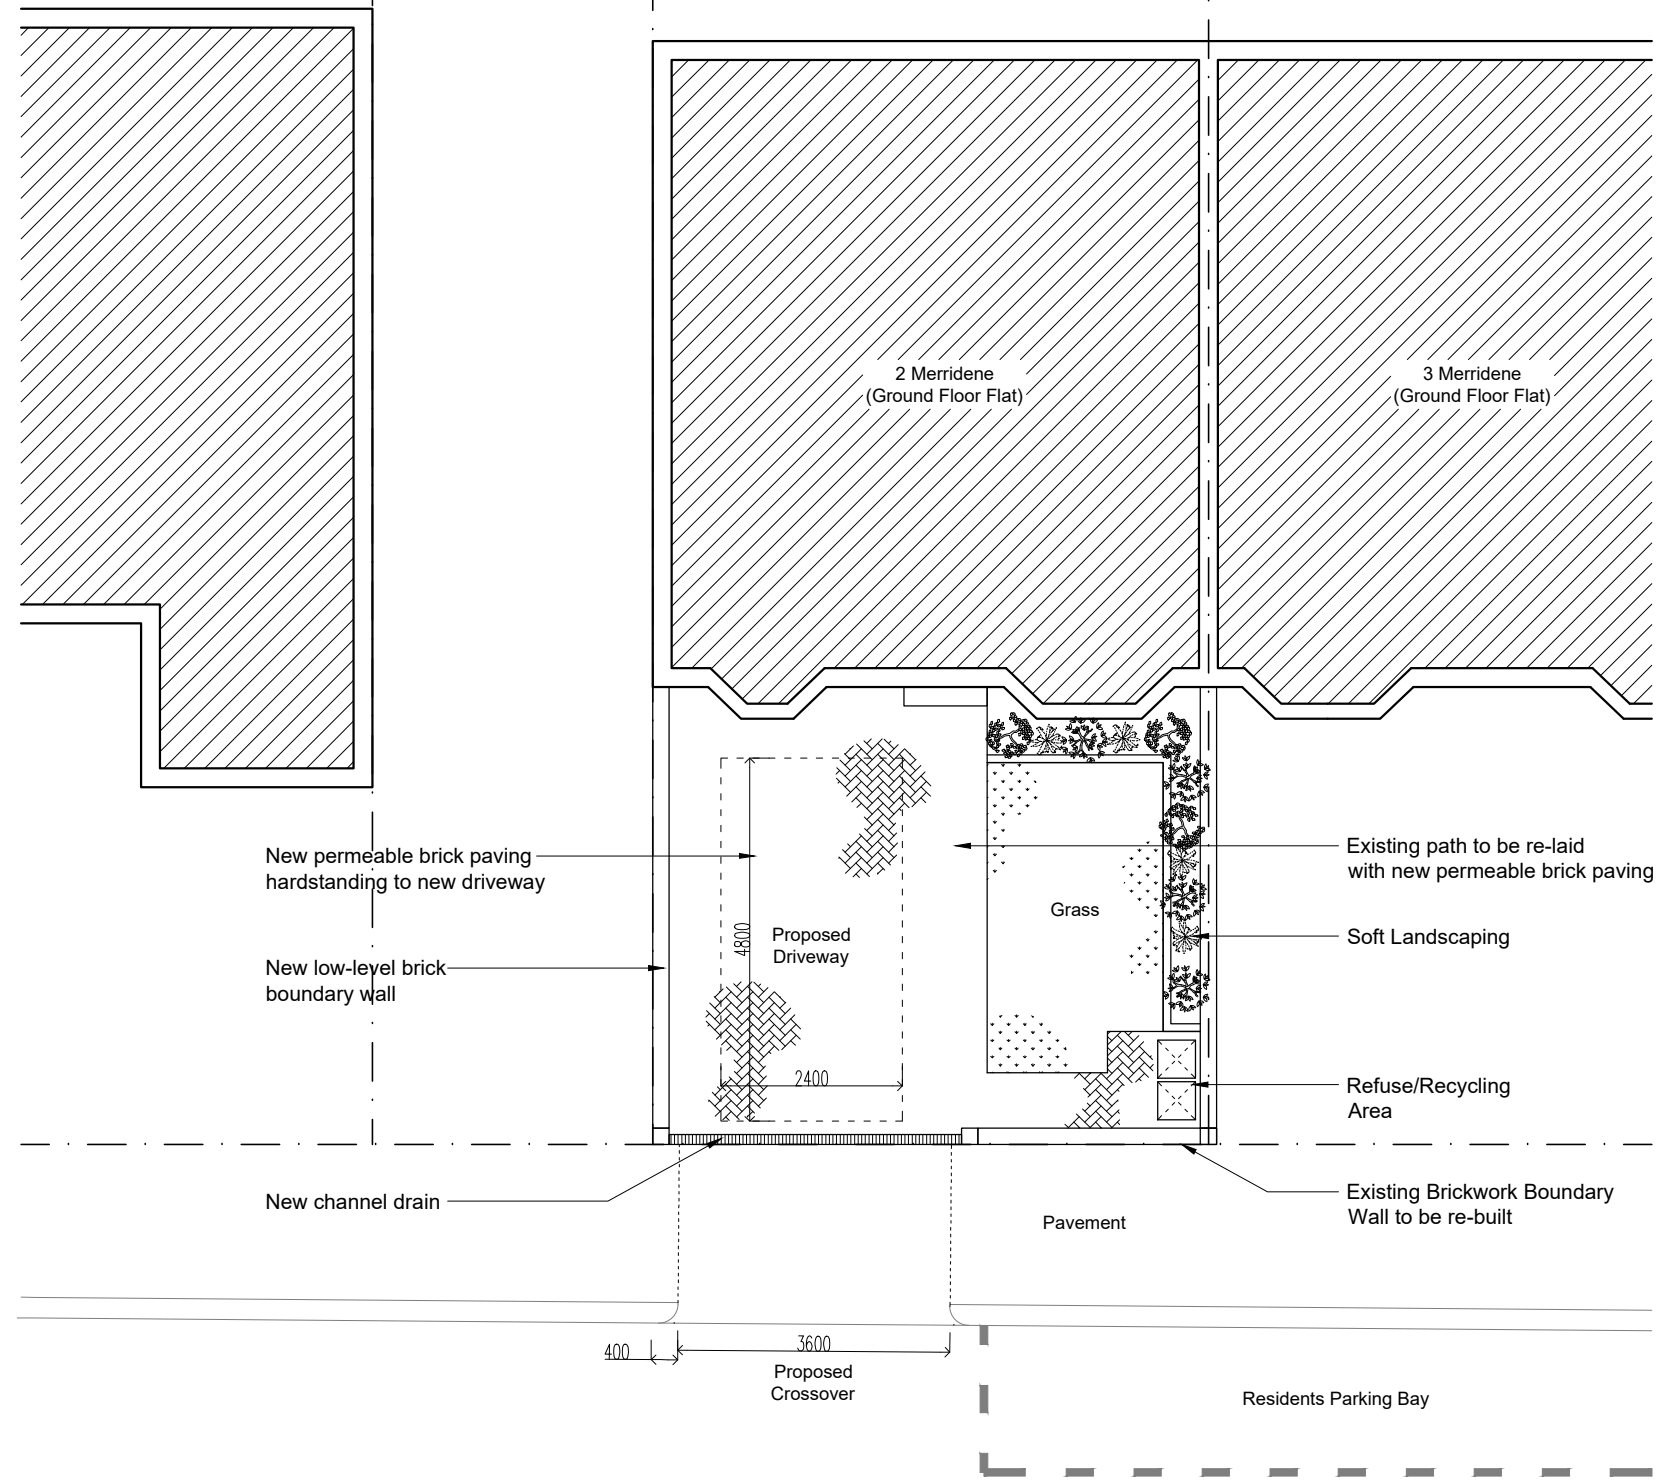 2 Merridene
(Ground Floor Flat)
3 Merridene
(Ground Floor Flat)
New permeable brick paving
hardstanding to new driveway
Existing path to be re-laid
with new permeable brick paving
Grass
4800
Proposed
Driveway
Soft Landscaping
New low-level brick
boundary wall
2400
Refuse/Recycling
Area
New channel drain
Existing Brickwork Boundary
Wall to be re-built
Pavement
400
3600
Proposed
Crossover
Residents Parking Bay